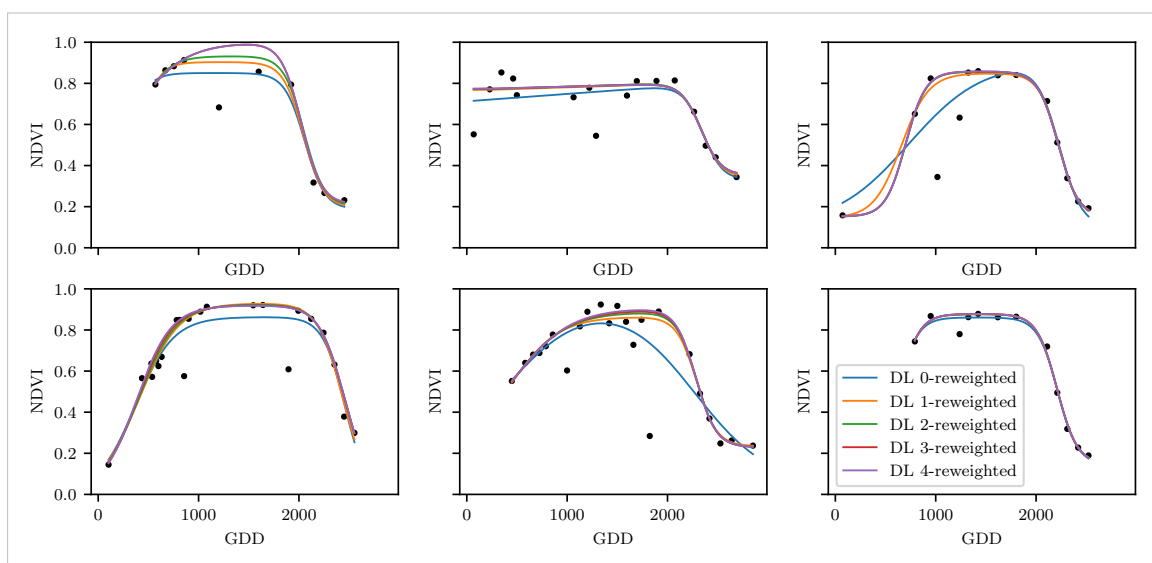 1.0
0.8
0.6
0.4
0.2
0.0
NDVI
GDD
NDVI
GDD
NDVI
GDD
1.0
0.8
0.6
0.4
0.2
0.0
NDVI
0 1000 2000
GDD
NDVI
0 1000 2000
GDD
NDVI
0 1000 2000
GDD
DL 0-reweighted
DL 1-reweighted
DL 2-reweighted
DL 3-reweighted
DL 4-reweighted